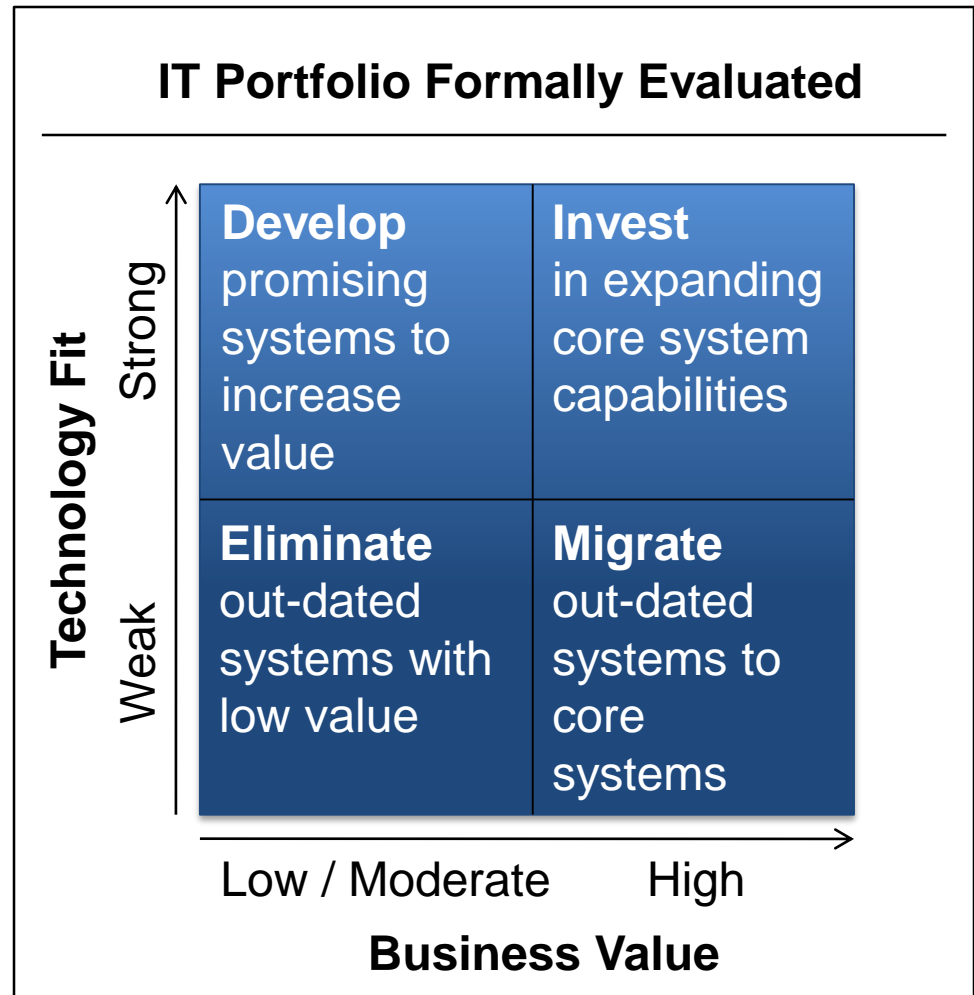 IT Portfolio Formally Evaluated
Technology Fit
Strong
Weak
Develop
promising
systems to
increase
value
Invest
in expanding
core system
capabilities
Eliminate
out-dated
systems with
low value
Migrate
out-dated
systems to
core
systems
Low / Moderate
High
Business Value